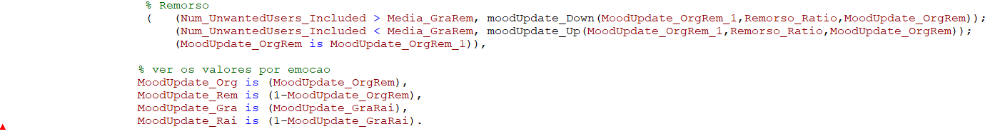 % Remorso
(   (Num_UnwantedUsers_Included > Media_GraRem, moodUpdate_Down(MoodUpdate_OrgRem_1,Remorso_Ratio,MoodUpdate_OrgRem));
(Num_UnwantedUsers_Included < Media_GraRem, moodUpdate_Up(MoodUpdate_OrgRem_1,Remorso_Ratio,MoodUpdate_OrgRem));
(MoodUpdate_OrgRem is MoodUpdate_OrgRem_1)),
% ver os valores por emocao
MoodUpdate_Org is (MoodUpdate_OrgRem),
MoodUpdate_Rem is (1-MoodUpdate_OrgRem),
MoodUpdate_Gra is (MoodUpdate_GraRai),
MoodUpdate_Rai is (1-MoodUpdate_GraRai).